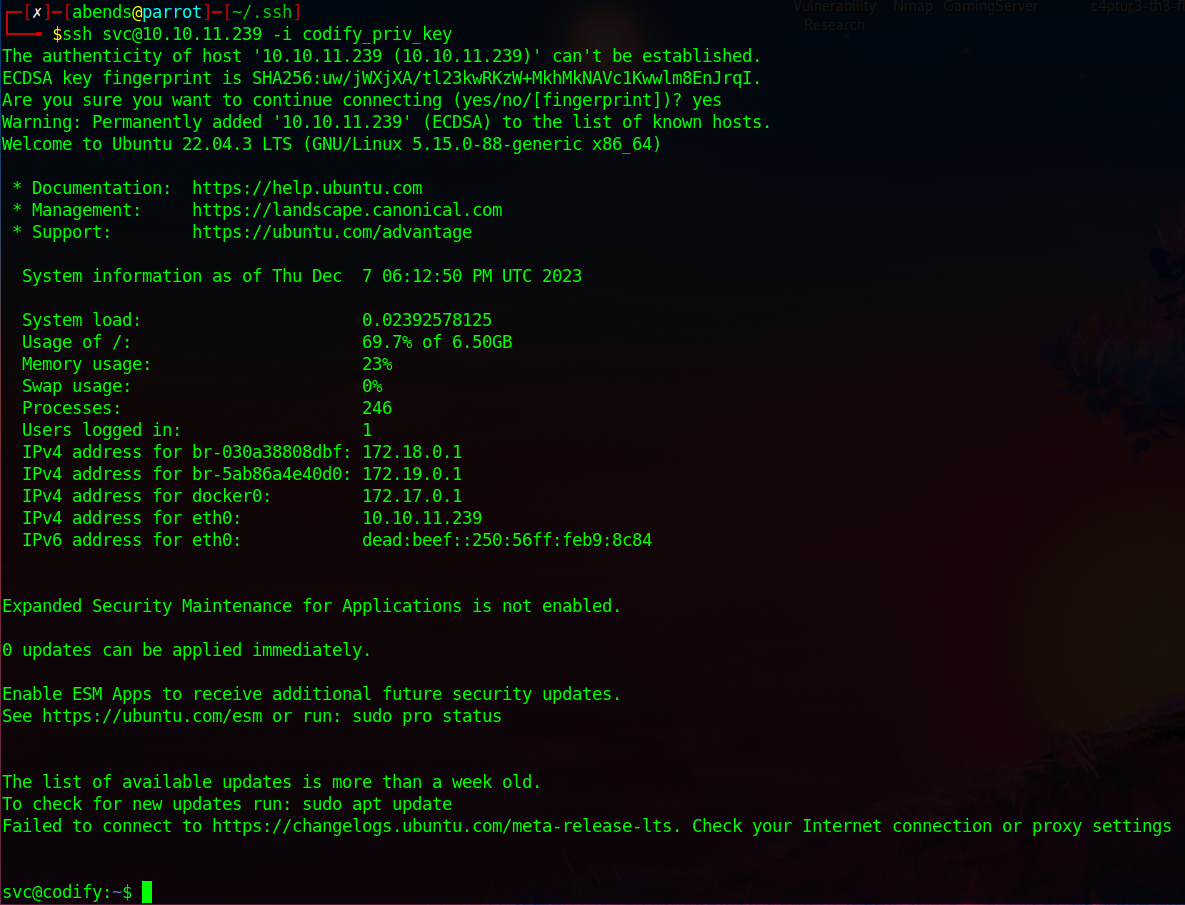 Vulnerability Nmap GamingServer c4ptur3-th3-fl
Research
┌─[✗]─[abends@parrot]─[~/.ssh]
└──╼ $ssh svc@10.10.11.239 -i codify_priv_key
The authenticity of host '10.10.11.239 (10.10.11.239)' can't be established.
ECDSA key fingerprint is SHA256:uw/jWXjXA/tl23kwRKzW+MkhMkNAVc1Kwwlm8EnJrqI.
Are you sure you want to continue connecting (yes/no/[fingerprint])? yes
Warning: Permanently added '10.10.11.239' (ECDSA) to the list of known hosts.
Welcome to Ubuntu 22.04.3 LTS (GNU/Linux 5.15.0-88-generic x86_64)

 * Documentation:  https://help.ubuntu.com
 * Management:     https://landscape.canonical.com
 * Support:        https://ubuntu.com/advantage

  System information as of Thu Dec  7 06:12:50 PM UTC 2023

  System load:                      0.02392578125
  Usage of /:                       69.7% of 6.50GB
  Memory usage:                     23%
  Swap usage:                       0%
  Processes:                        246
  Users logged in:                  1
  IPv4 address for br-030a38808dbf: 172.18.0.1
  IPv4 address for br-5ab86a4e40d0: 172.19.0.1
  IPv4 address for docker0:         172.17.0.1
  IPv4 address for eth0:            10.10.11.239
  IPv6 address for eth0:            dead:beef::250:56ff:feb9:8c84

Expanded Security Maintenance for Applications is not enabled.

0 updates can be applied immediately.

Enable ESM Apps to receive additional future security updates.
See https://ubuntu.com/esm or run: sudo pro status

The list of available updates is more than a week old.
To check for new updates run: sudo apt update
Failed to connect to https://changelogs.ubuntu.com/meta-release-lts. Check your Internet connection or proxy settings

svc@codify:~$